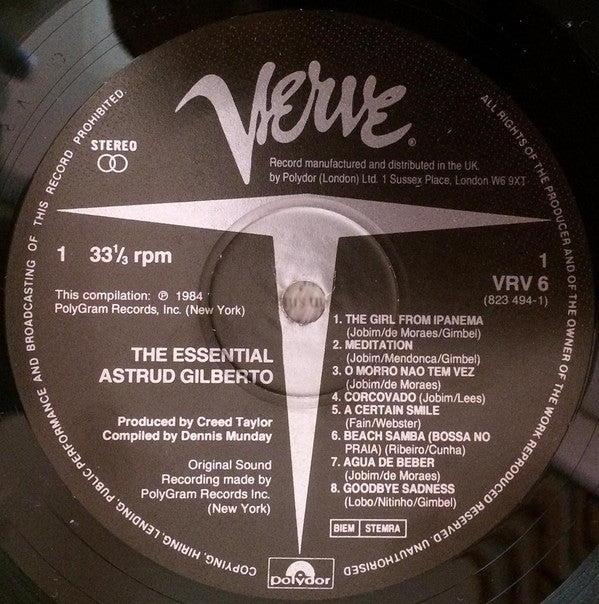 Verve®
STEREO
Record manufactured and distributed in the UK
by Polydor (London) Ltd. 1 Sussex Place, London W6 9XT
1 33⅓ rpm
1
VRV 6
(823 494-1)
This compilation: ℗ 1984
PolyGram Records, Inc. (New York)
THE ESSENTIAL
ASTRUD GILBERTO
Produced by Creed Taylor
Compiled by Dennis Munday
Original Sound
Recording made by
PolyGram Records Inc.
(New York)
1. THE GIRL FROM IPANEMA
(Jobim/de Moraes/Gimbel)
2. MEDITATION
(Jobim/Mendonca/Gimbel)
3. O MORRO NAO TEM VEZ
(Jobim/de Moraes)
4. CORCOVADO (Jobim/Lees)
5. A CERTAIN SMILE
(Fain/Webster)
6. BEACH SAMBA (BOSSA NO
PRAIA) (Ribeiro/Cunha)
7. AGUA DE BEBER
(Jobim/de Moraes)
8. GOODBYE SADNESS
(Lobo/Nitinho/Gimbel)
BIEM STEMRA
polydor
ALL RIGHTS OF THE PRODUCER AND OF THE OWNER OF THE WORK REPRODUCED RESERVED. UNAUTHORISED COPYING, HIRING, LENDING, PUBLIC PERFORMANCE AND BROADCASTING OF THIS RECORD PROHIBITED.